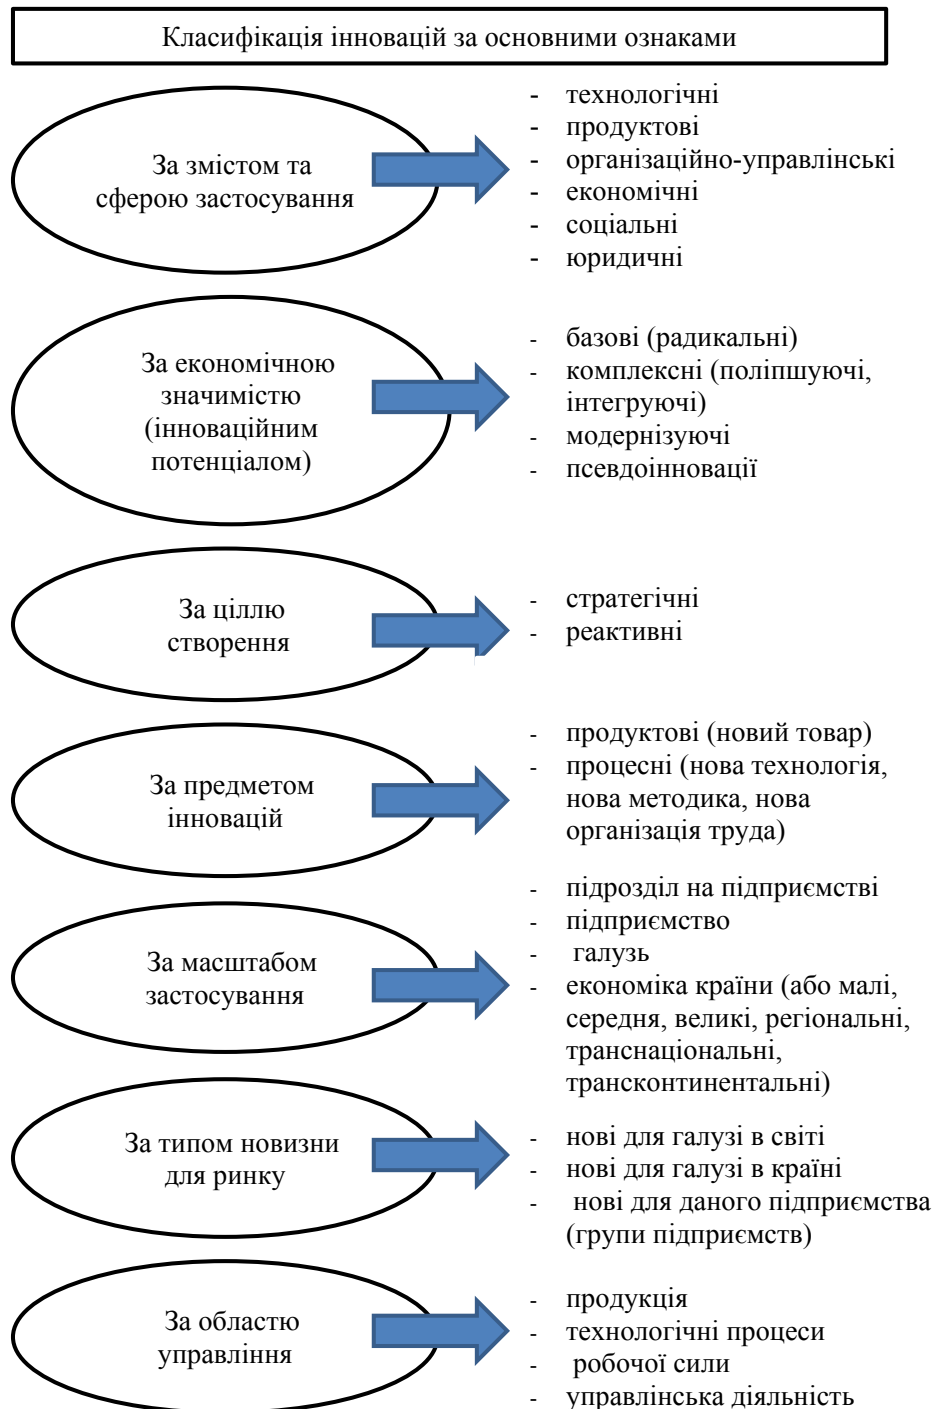 Класифікація інновацій за основними ознаками
За змістом та
сферою застосування
- технологічні
- продуктові
- організаційно-управлінські
- економічні
- соціальні
- юридичні
За економічною
значимістю
(інноваційним
потенціалом)
- базові (радикальні)
- комплексні (поліпшуючі,
інтегруючі)
- модернізуючі
- псевдоінновації
За ціллю
створення
- стратегічні
- реактивні
За предметом
інновацій
- продуктові (новий товар)
- процесні (нова технологія,
нова методика, нова
організація труда)
За масштабом
застосування
- підрозділ на підприємстві
- підприємство
- галузь
- економіка країни (або малі,
середня, великі, регіональні,
транснаціональні,
трансконтинентальні)
За типом новизни
для ринку
- нові для галузі в світі
- нові для галузі в країні
- нові для даного підприємства
(групи підприємств)
За областю
управління
- продукція
- технологічні процеси
- робочої сили
- управлінська діяльність